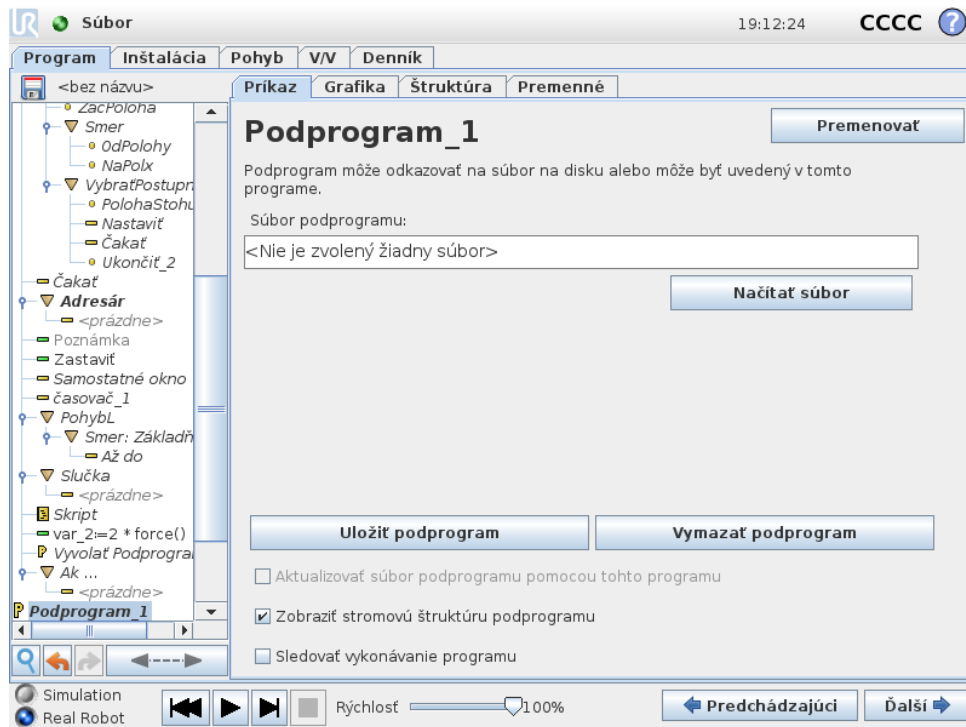 UR Súbor 19:12:24 CCCC ?
Program Inštalácia Pohyb V/V Denník
<bez názvu>
Príkaz Grafika Štruktúra Premenné
ZacPoloha
Smer
OdPolohy
NaPolx
VybraťPostupn
PolohaStohu
Nastaviť
Čakať
Ukončiť_2
Čakať
Adresár
<prázdne>
Poznámka
Zastaviť
Samostatné okno
časovač_1
PohybL
Smer: Základň
Až do
Slučka
<prázdne>
Skript
var_2:=2 * force()
Vyvolať Podprogra
Ak ...
<prázdne>
Podprogram_1
Podprogram_1
Premenovať
Podprogram môže odkazovať na súbor na disku alebo môže byť uvedený v tomto
programe.
Súbor podprogramu:
<Nie je zvolený žiadny súbor>
Načítať súbor
Uložiť podprogram Vymazať podprogram
Aktualizovať súbor podprogramu pomocou tohto programu
Zobraziť stromovú štruktúru podprogramu
Sledovať vykonávanie programu
Simulation
Real Robot
Rýchlosť 100%
Predchádzajúci Ďalší